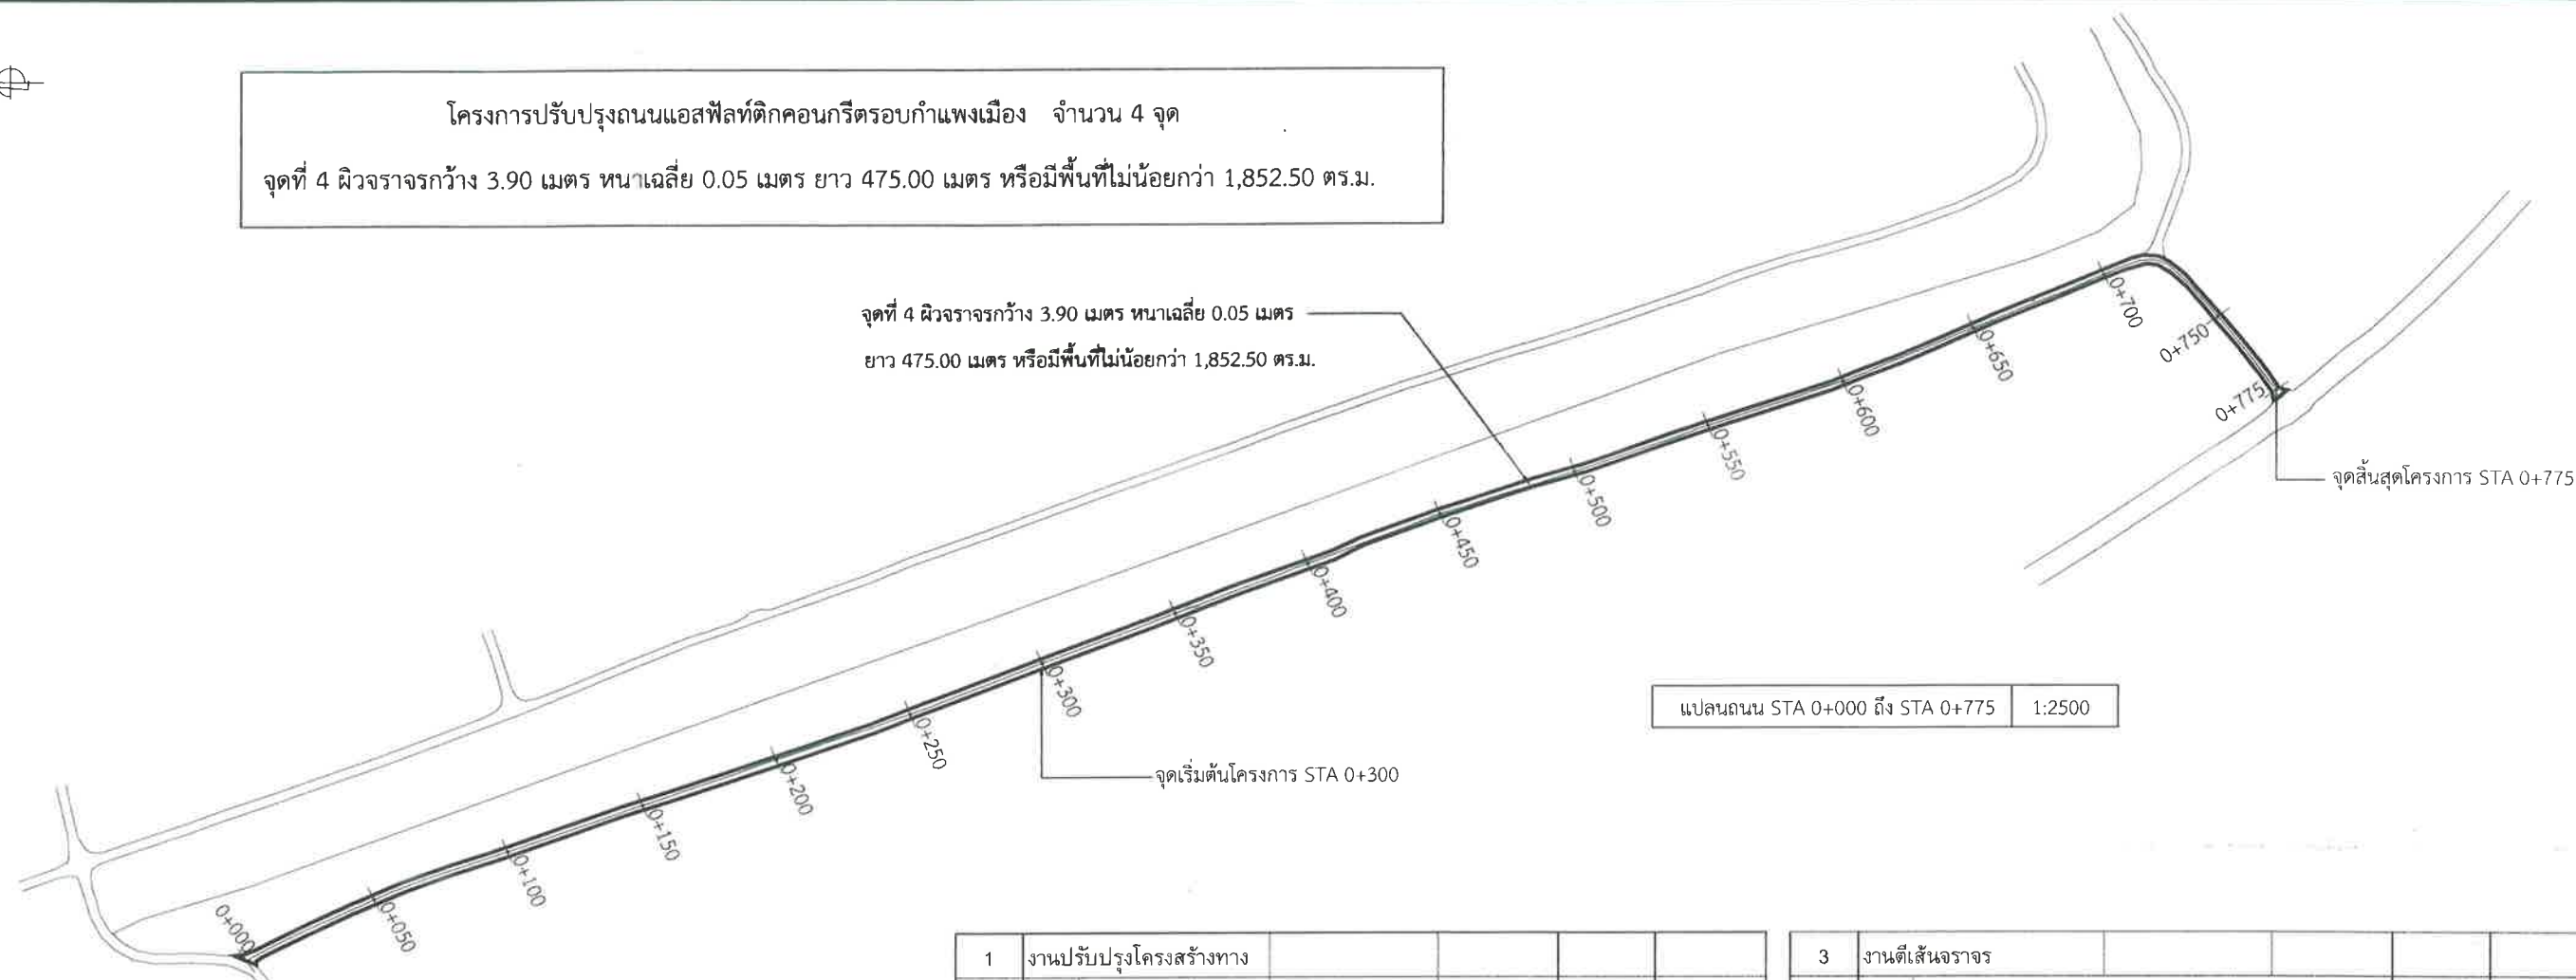 โครงการปรับปรุงถนนแอสฟัลท์ติกคอนกรีตรอบกำแพงเมือง จำนวน 4 จุด
จุดที่ 4 ผิวจราจรกว้าง 3.90 เมตร หนาเฉลี่ย 0.05 เมตร ยาว 475.00 เมตร หรือมีพื้นที่ไม่น้อยกว่า 1,852.50 ตร.ม.
จุดที่ 4 ผิวจราจรกว้าง 3.90 เมตร หนาเฉลี่ย 0.05 เมตร
ยาว 475.00 เมตร หรือมีพื้นที่ไม่น้อยกว่า 1,852.50 ตร.ม.
0+000
0+050
0+100
0+150
0+200
0+250
0+300
0+350
0+400
0+450
0+500
0+550
0+600
0+650
0+700
0+750
0+775
จุดสิ้นสุดโครงการ STA 0+775
แปลนถนน STA 0+000 ถึง STA 0+775 1:2500
จุดเริ่มต้นโครงการ STA 0+300
1 งานปรับปรุงโครงสร้างทาง
3 งานตีเส้นจราจร